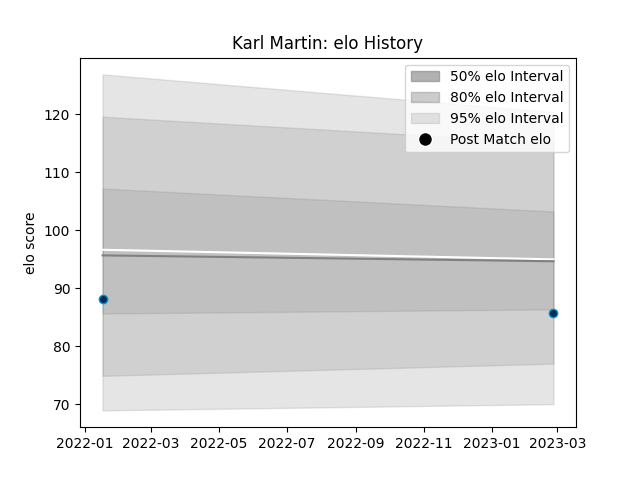 Karl Martin: elo History
50% elo Interval
80% elo Interval
95% elo Interval
Post Match elo
elo score
120
110
100
90
80
70
2022-01 2022-03 2022-05 2022-07 2022-09 2022-11 2023-01 2023-03